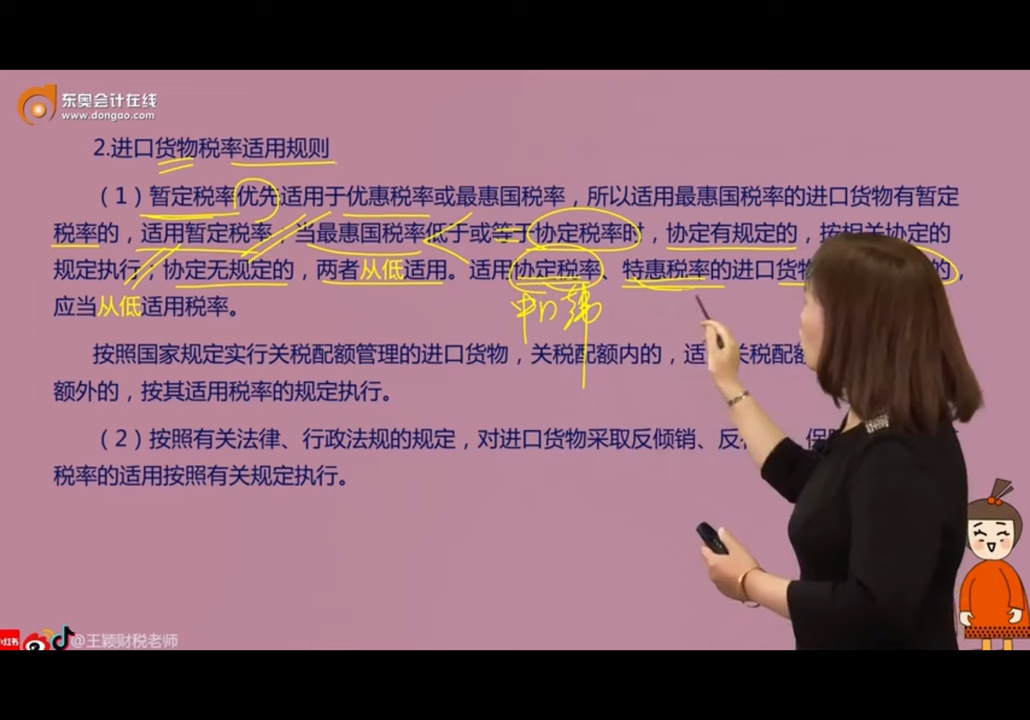 东奥会计在线
www.dongao.com
2.进口货物税率适用规则
（1）暂定税率优先适用于优惠税率或最惠国税率，所以适用最惠国税率的进口货物有暂定
税率的，适用暂定税率，当最惠国税率低于或等于协定税率时，协定有规定的，按相关协定的
规定执行；协定无规定的，两者从低适用。适用协定税率、特惠税率的进口货物 的，
应当从低适用税率。
中 韩
按照国家规定实行关税配额管理的进口货物，关税配额内的，适 关税配额
额外的，按其适用税率的规定执行。
（2）按照有关法律、行政法规的规定，对进口货物采取反倾销、反 、保
税率的适用按照有关规定执行。
小红书
@王颖财税老师